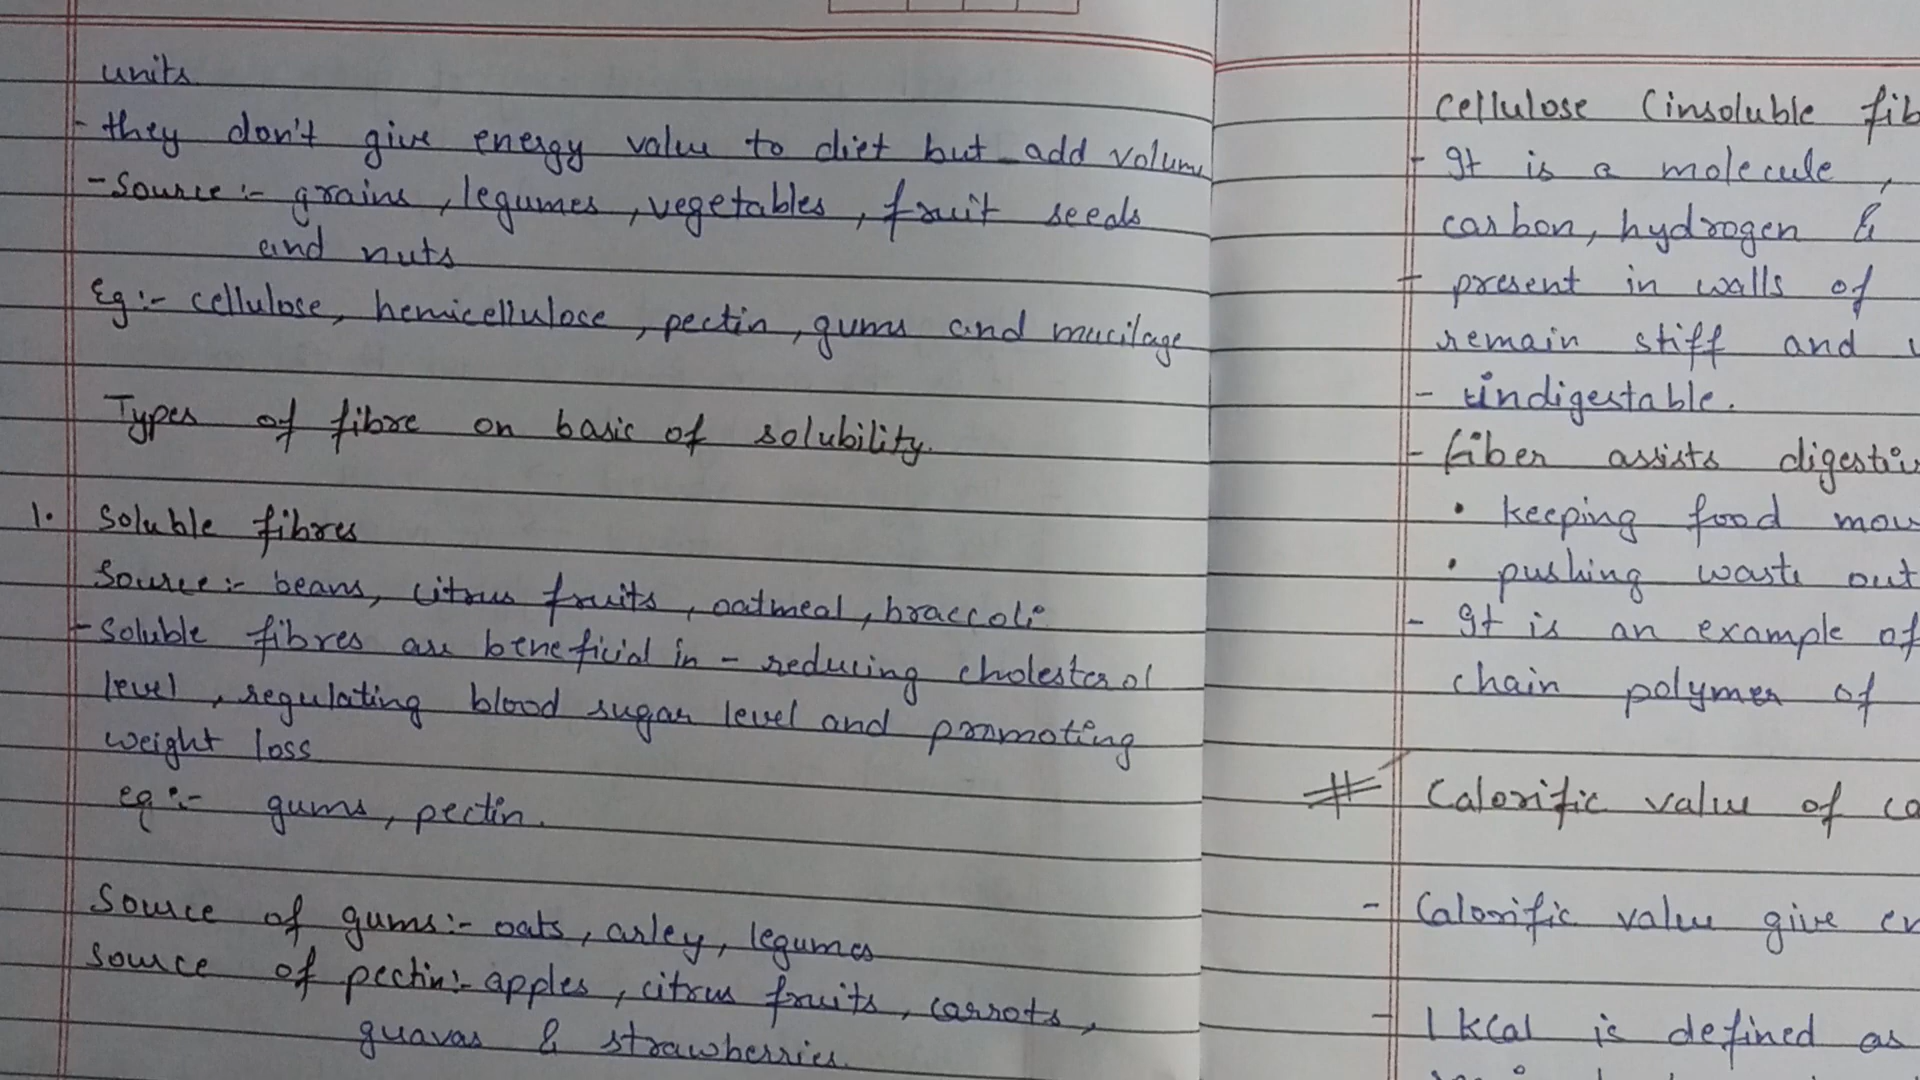 units
- they don't give energy value to diet but add volume
- Source :- grains, legumes, vegetables, fruit seeds
and nuts
Eg :- cellulose, hemicellulose, pectin, gums and mucilage
Types of fibre on basic of solubility.
1. Soluble fibres
Source :- beans, citrus fruits, oatmeal, braccoli
- Soluble fibres are beneficial in - reducing cholesterol
level, regulating blood sugar level and promoting
weight loss
eg :- gums, pectin.
Source of gums :- oats, arley, legumes
Source of pectin :- apples, citrus fruits, carrots,
guavas & strawberries.
Cellulose (insoluble fib
- It is a molecule,
carbon, hydrogen &
- present in walls of
remain stiff and
- indigestable.
- fiber assists digestiv
• keeping food mov
• pushing waste out
- It is an example of
chain polymer of
# Calorific value of ca
- Calorific value give en
- 1 kcal is defined as